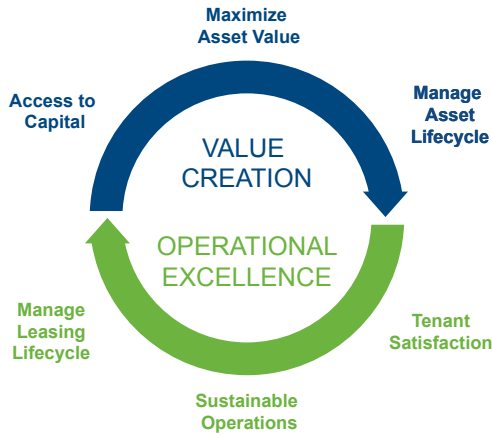 Maximize
Asset Value
Access to
Capital
Manage
Asset
Lifecycle
VALUE
CREATION
OPERATIONAL
EXCELLENCE
Manage
Leasing
Lifecycle
Tenant
Satisfaction
Sustainable
Operations